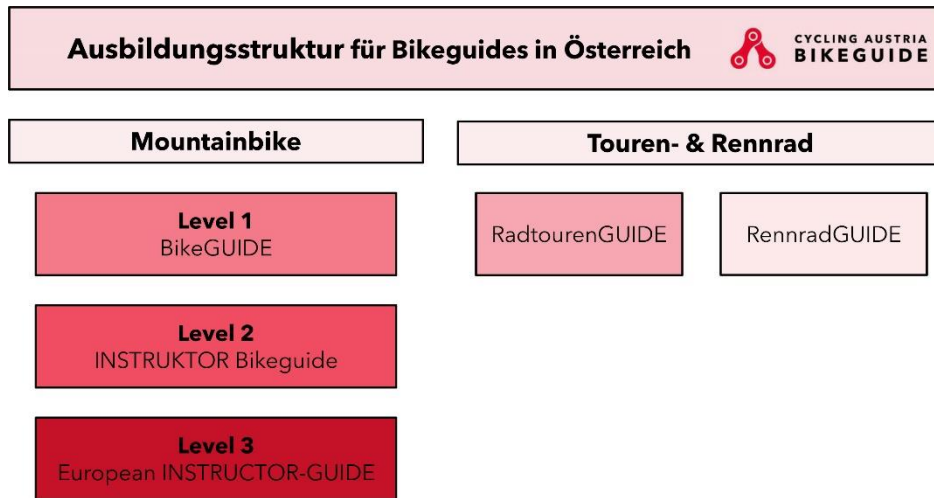 Ausbildungsstruktur für Bikeguides in Österreich
CYCLING AUSTRIA
BIKEGUIDE
Mountainbike
Level 1
BikeGUIDE
Level 2
INSTRUKTOR Bikeguide
Level 3
European INSTRUCTOR-GUIDE
Touren- & Rennrad
RadtourenGUIDE
RennradGUIDE